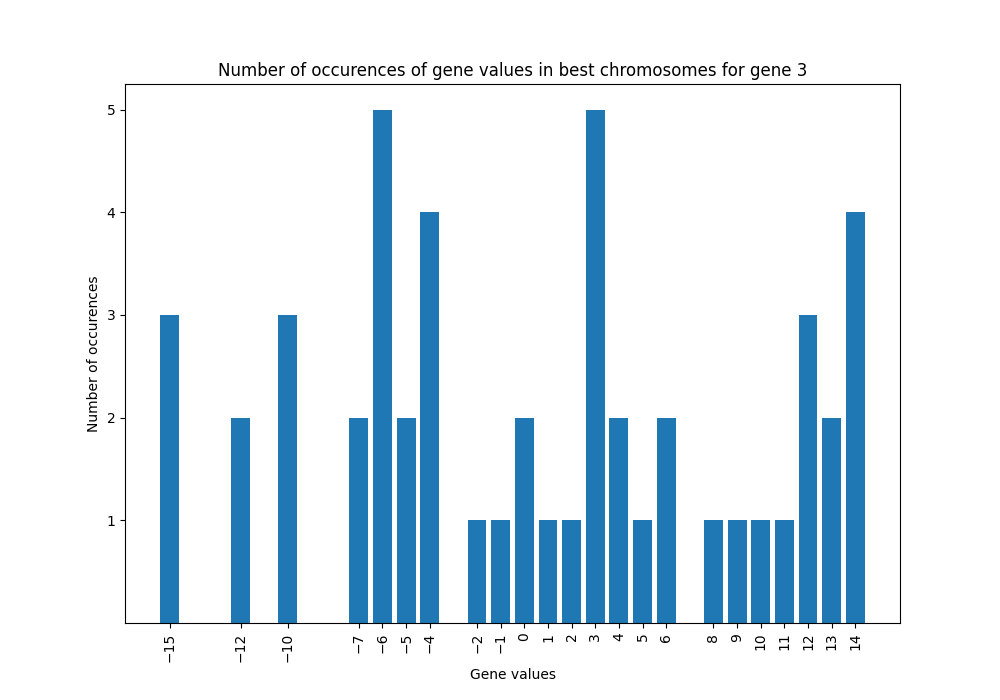 Number of occurences of gene values in best chromosomes for gene 3
5
4
3
2
1
Number of occurences
−15 −12 −10 −7 −6 −5 −4 −2 −1 0 1 2 3 4 5 6 8 9 10 11 12 13 14
Gene values